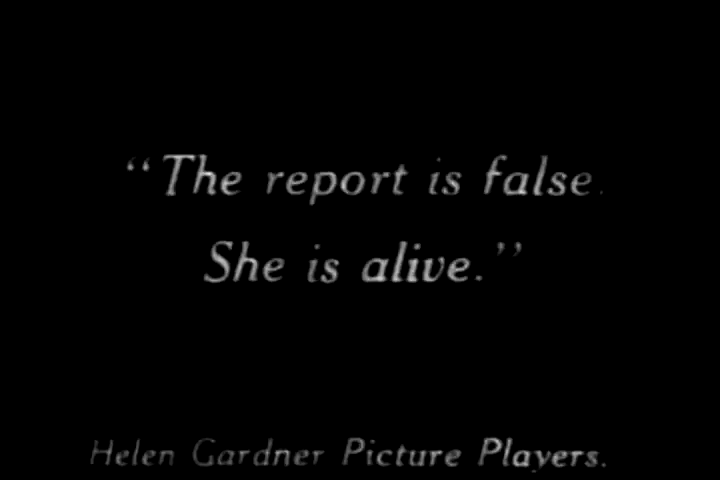 “The report is false.
She is alive.”
Helen Gardner Picture Players.